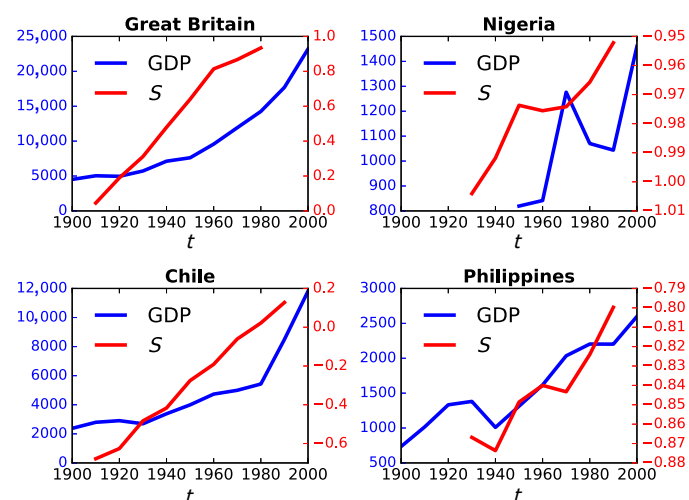 Great Britain
25,000
20,000
15,000
10,000
5000
0
1.0
0.8
0.6
0.4
0.2
0.0
GDP
S
1900 1920 1940 1960 1980 2000
t
Nigeria
1500
1400
1300
1200
1100
1000
900
800
−0.95
−0.96
−0.97
−0.98
−0.99
−1.00
−1.01
GDP
S
1900 1920 1940 1960 1980 2000
t
Chile
12,000
10,000
8000
6000
4000
2000
0
0.2
0.0
−0.2
−0.4
−0.6
GDP
S
1900 1920 1940 1960 1980 2000
t
Philippines
3000
2500
2000
1500
1000
500
−0.79
−0.80
−0.81
−0.82
−0.83
−0.84
−0.85
−0.86
−0.87
−0.88
GDP
S
1900 1920 1940 1960 1980 2000
t